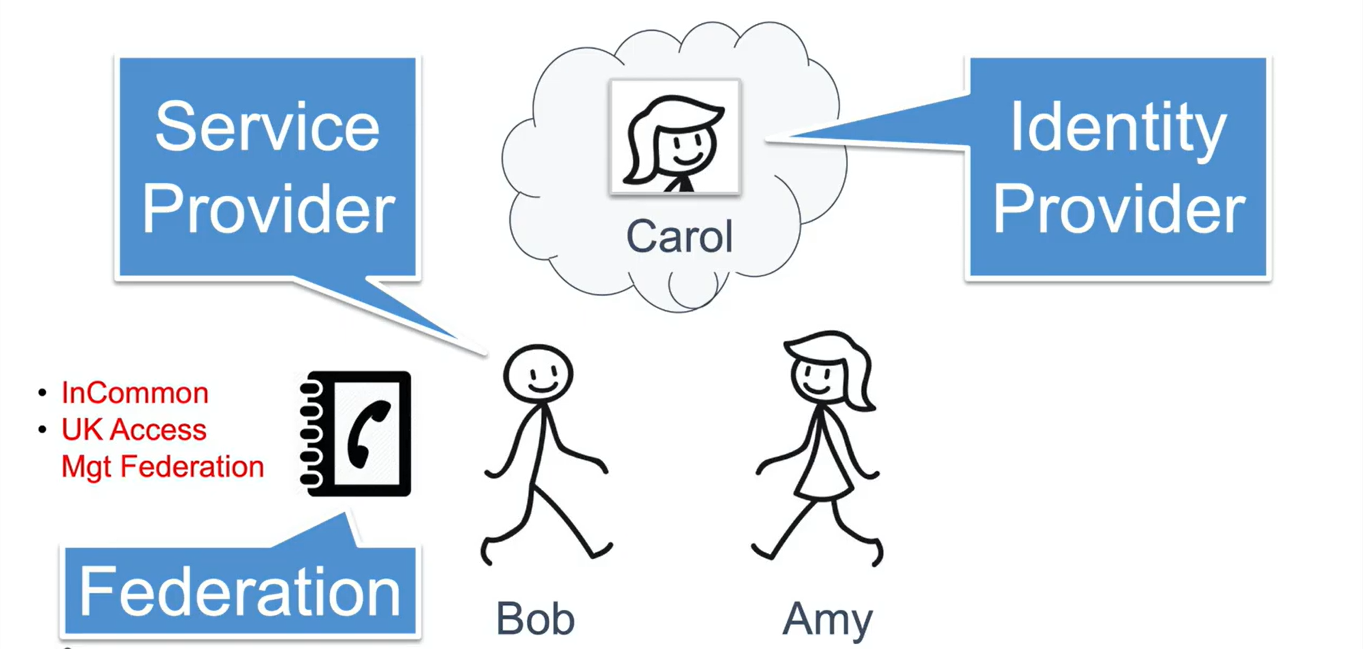 Service
Provider
Identity
Provider
Carol
• InCommon
• UK Access
Mgt Federation
Federation
Bob
Amy